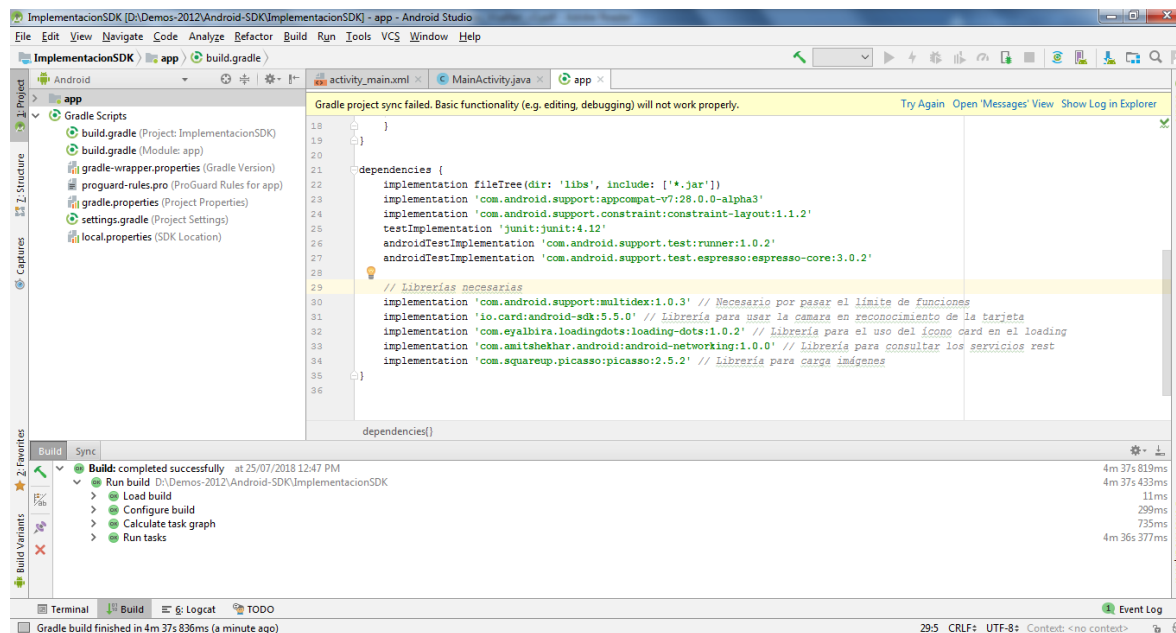 ImplementacionSDK [D:\Demos-2012\Android-SDK\ImplementacionSDK] - app - Android Studio
File Edit View Navigate Code Analyze Refactor Build Run Tools VCS Window Help
ImplementacionSDK app build.gradle
Android
activity_main.xml MainActivity.java app
1: Project
Z: Structure
Captures
2: Favorites
Build Variants
app
Gradle Scripts
build.gradle (Project: ImplementacionSDK)
build.gradle (Module: app)
gradle-wrapper.properties (Gradle Version)
proguard-rules.pro (ProGuard Rules for app)
gradle.properties (Project Properties)
settings.gradle (Project Settings)
local.properties (SDK Location)
Gradle project sync failed. Basic functionality (e.g. editing, debugging) will not work properly. Try Again Open 'Messages' View Show Log in Explorer
18 }
19 }
20
21 dependencies {
22 implementation fileTree(dir: 'libs', include: ['*.jar'])
23 implementation 'com.android.support:appcompat-v7:28.0.0-alpha3'
24 implementation 'com.android.support.constraint:constraint-layout:1.1.2'
25 testImplementation 'junit:junit:4.12'
26 androidTestImplementation 'com.android.support.test:runner:1.0.2'
27 androidTestImplementation 'com.android.support.test.espresso:espresso-core:3.0.2'
28
29 // Librerías necesarias
30 implementation 'com.android.support:multidex:1.0.3' // Necesario por pasar el límite de funciones
31 implementation 'io.card:android-sdk:5.5.0' // Librería para usar la camara en reconocimiento de la tarjeta
32 implementation 'com.eyalbira.loadingdots:loading-dots:1.0.2' // Librería para el uso del ícono card en el loading
33 implementation 'com.amitshekhar.android:android-networking:1.0.0' // Librería para consultar los servicios rest
34 implementation 'com.squareup.picasso:picasso:2.5.2' // Librería para carga imágenes
35 }
36
dependencies{}
Build Sync
Build: completed successfully at 25/07/2018 12:47 PM 4m 37s 819ms
Run build D:\Demos-2012\Android-SDK\ImplementacionSDK 4m 37s 433ms
Load build 11ms
Configure build 299ms
Calculate task graph 735ms
Run tasks 4m 36s 377ms
Terminal Build 6: Logcat TODO 1 Event Log
Gradle build finished in 4m 37s 836ms (a minute ago) 29:5 CRLF UTF-8 Context: <no context>